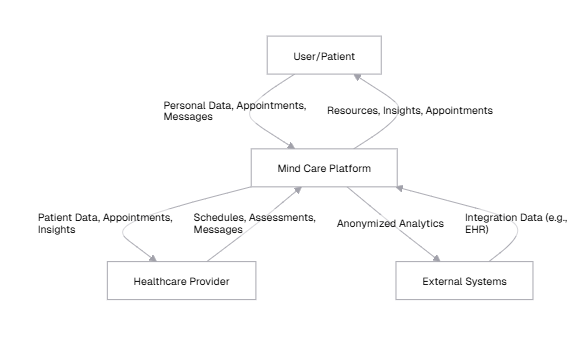 User/Patient
Personal Data, Appointments,
Messages
Resources, Insights, Appointments
Mind Care Platform
Patient Data, Appointments,
Insights
Schedules, Assessments,
Messages
Anonymized Analytics
Integration Data (e.g.,
EHR)
Healthcare Provider
External Systems